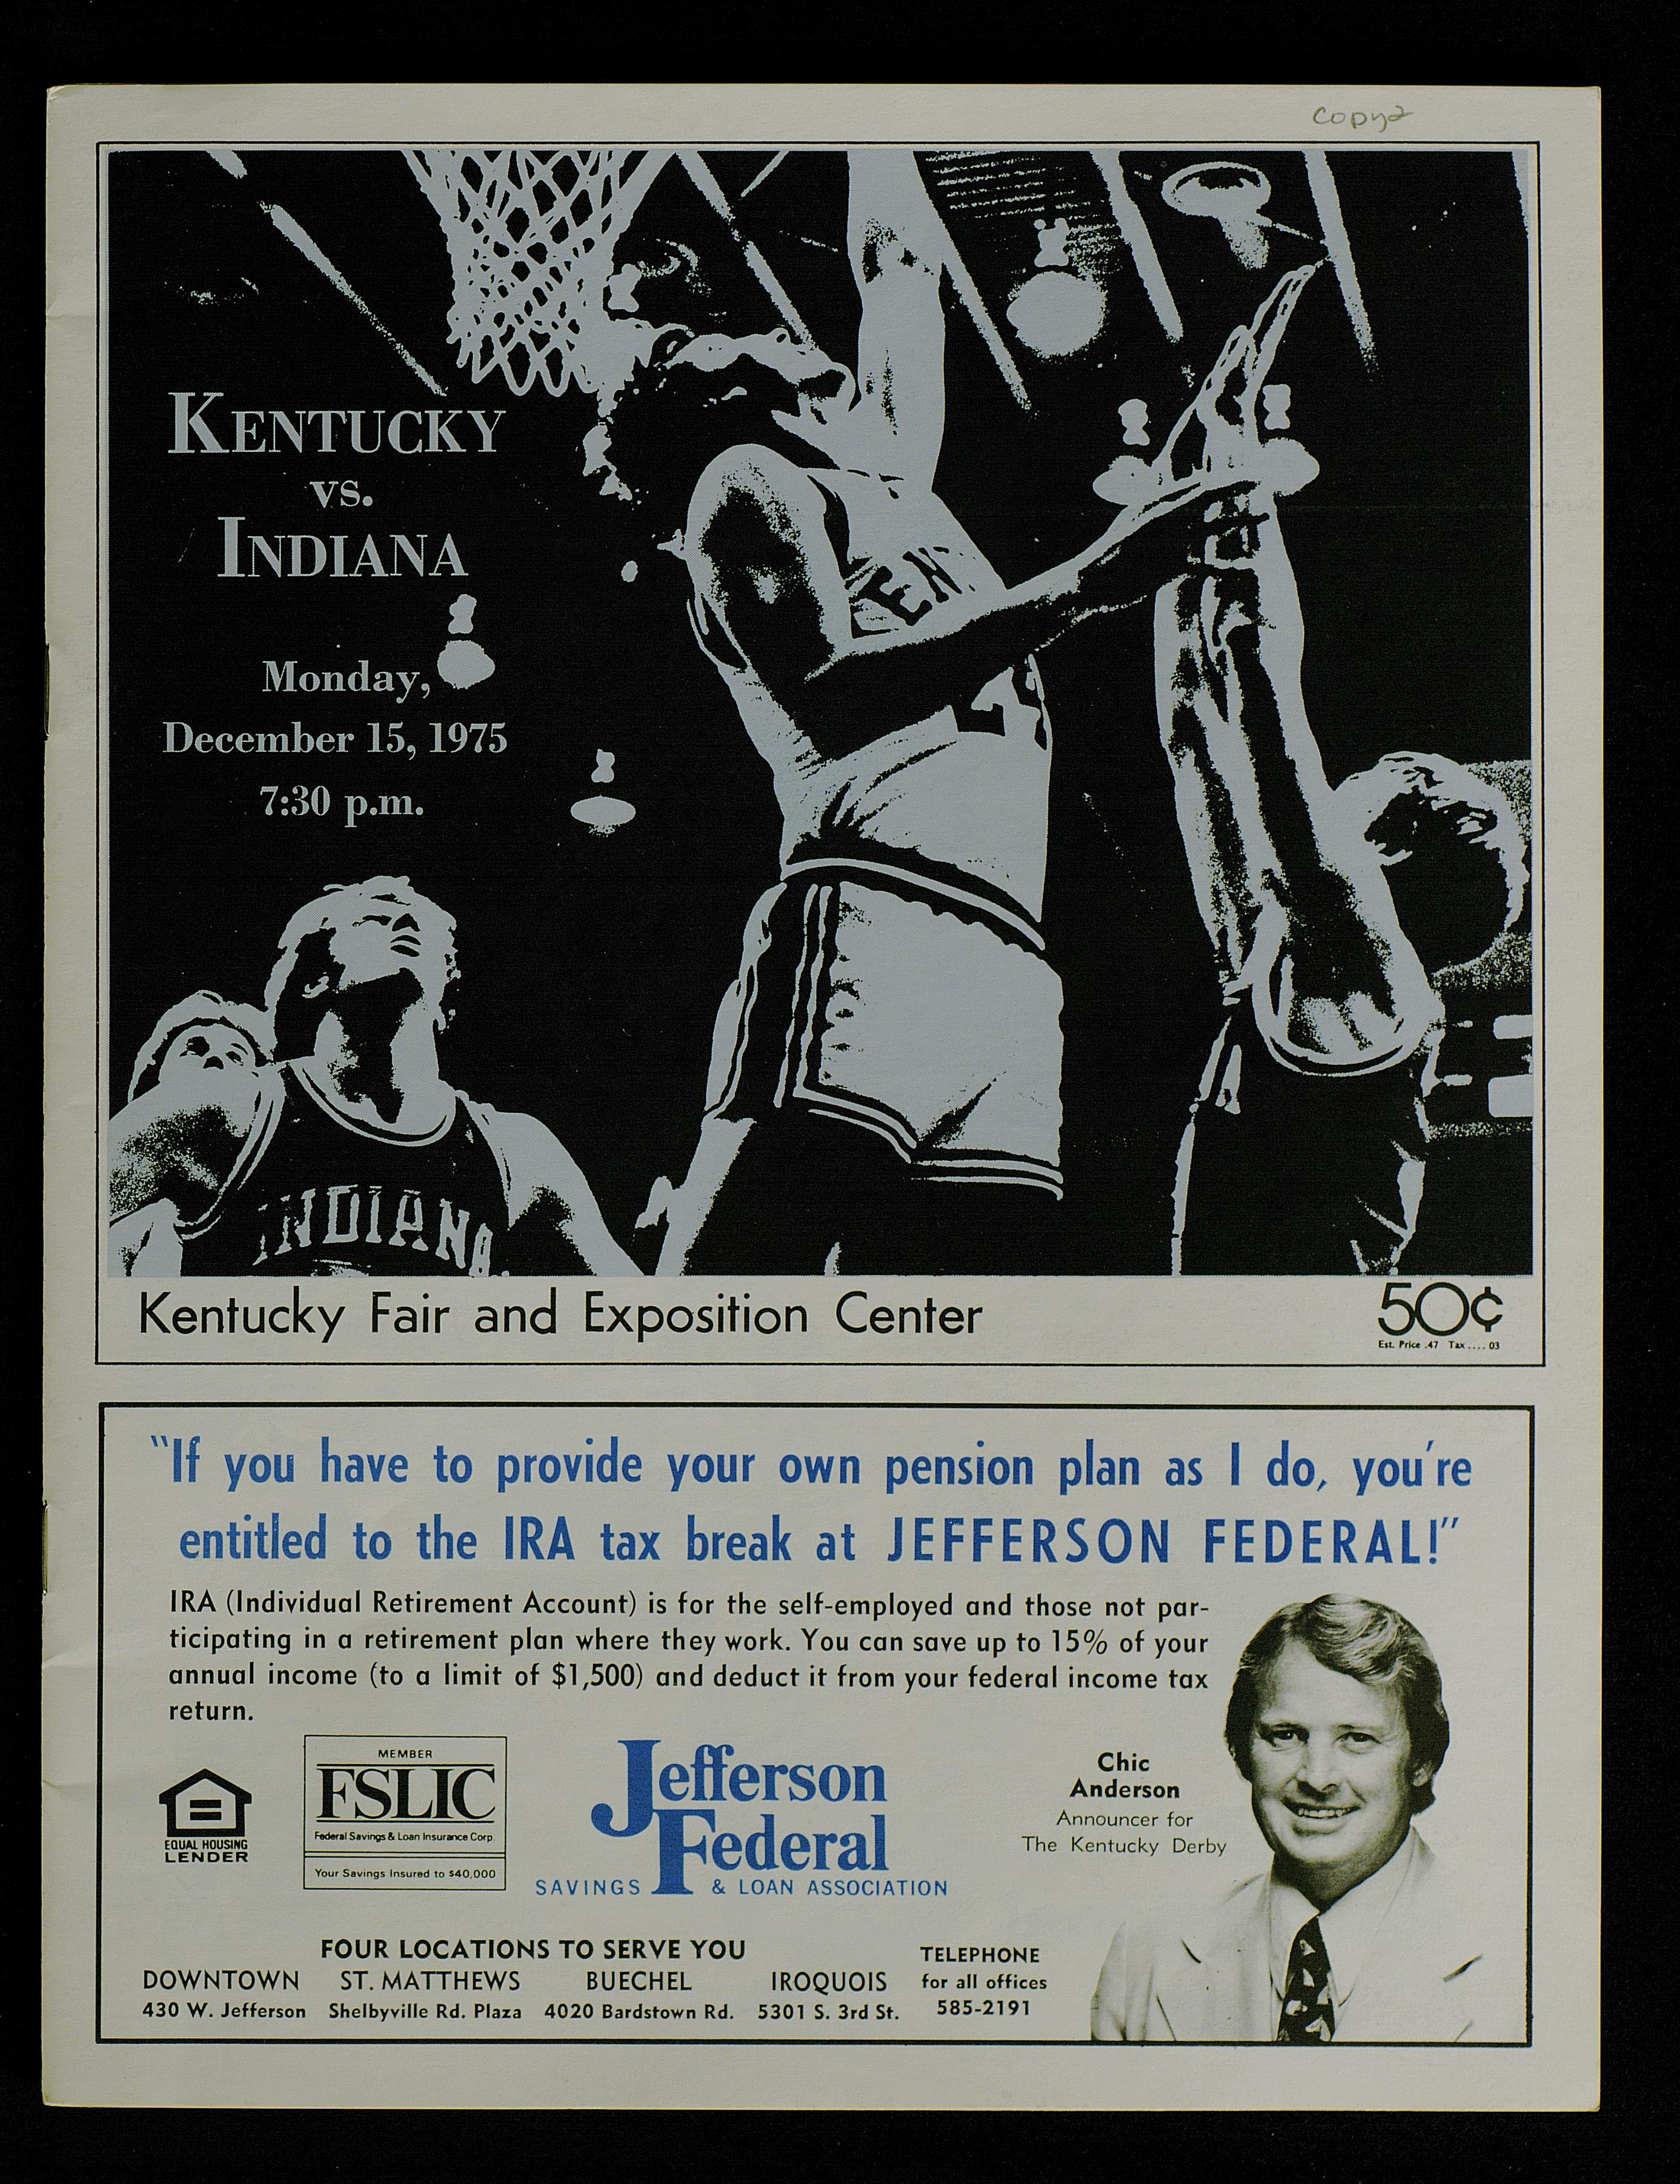 Copy 2
KENTUCKY
VS.
INDIANA
Monday,
December 15, 1975
7:30 p.m.
EN
INDIANA
Kentucky Fair and Exposition Center
50¢
Est. Price .47 Tax .... 03
"If you have to provide your own pension plan as I do, you're
entitled to the IRA tax break at JEFFERSON FEDERAL!"
IRA (Individual Retirement Account) is for the self-employed and those not par-
ticipating in a retirement plan where they work. You can save up to 15% of your
annual income (to a limit of $1,500) and deduct it from your federal income tax
return.
EQUAL HOUSING
LENDER
MEMBER
FSLIC
Federal Savings & Loan Insurance Corp.
Your Savings Insured to $40,000
Jefferson
Federal
SAVINGS & LOAN ASSOCIATION
Chic
Anderson
Announcer for
The Kentucky Derby
FOUR LOCATIONS TO SERVE YOU
DOWNTOWN ST. MATTHEWS BUECHEL IROQUOIS
430 W. Jefferson Shelbyville Rd. Plaza 4020 Bardstown Rd. 5301 S. 3rd St.
TELEPHONE
for all offices
585-2191